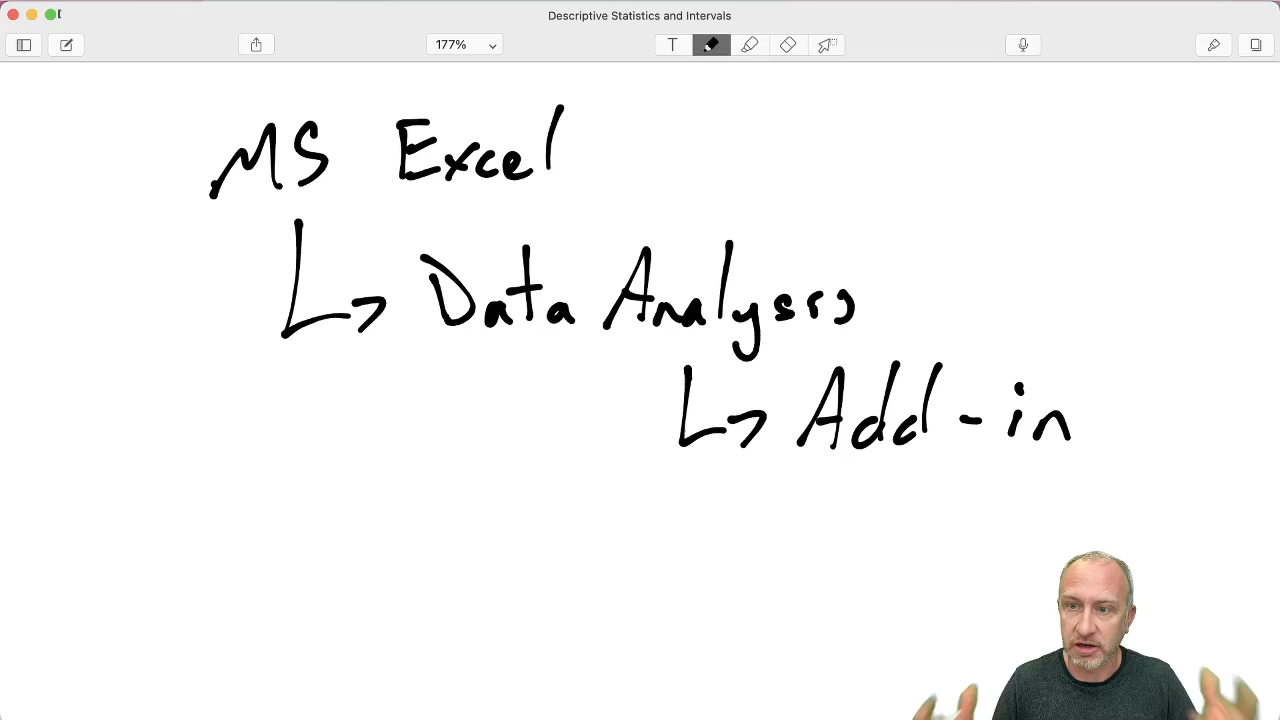 Descriptive Statistics and Intervals
177%
T
MS Excel
Data Analysis
Add-in